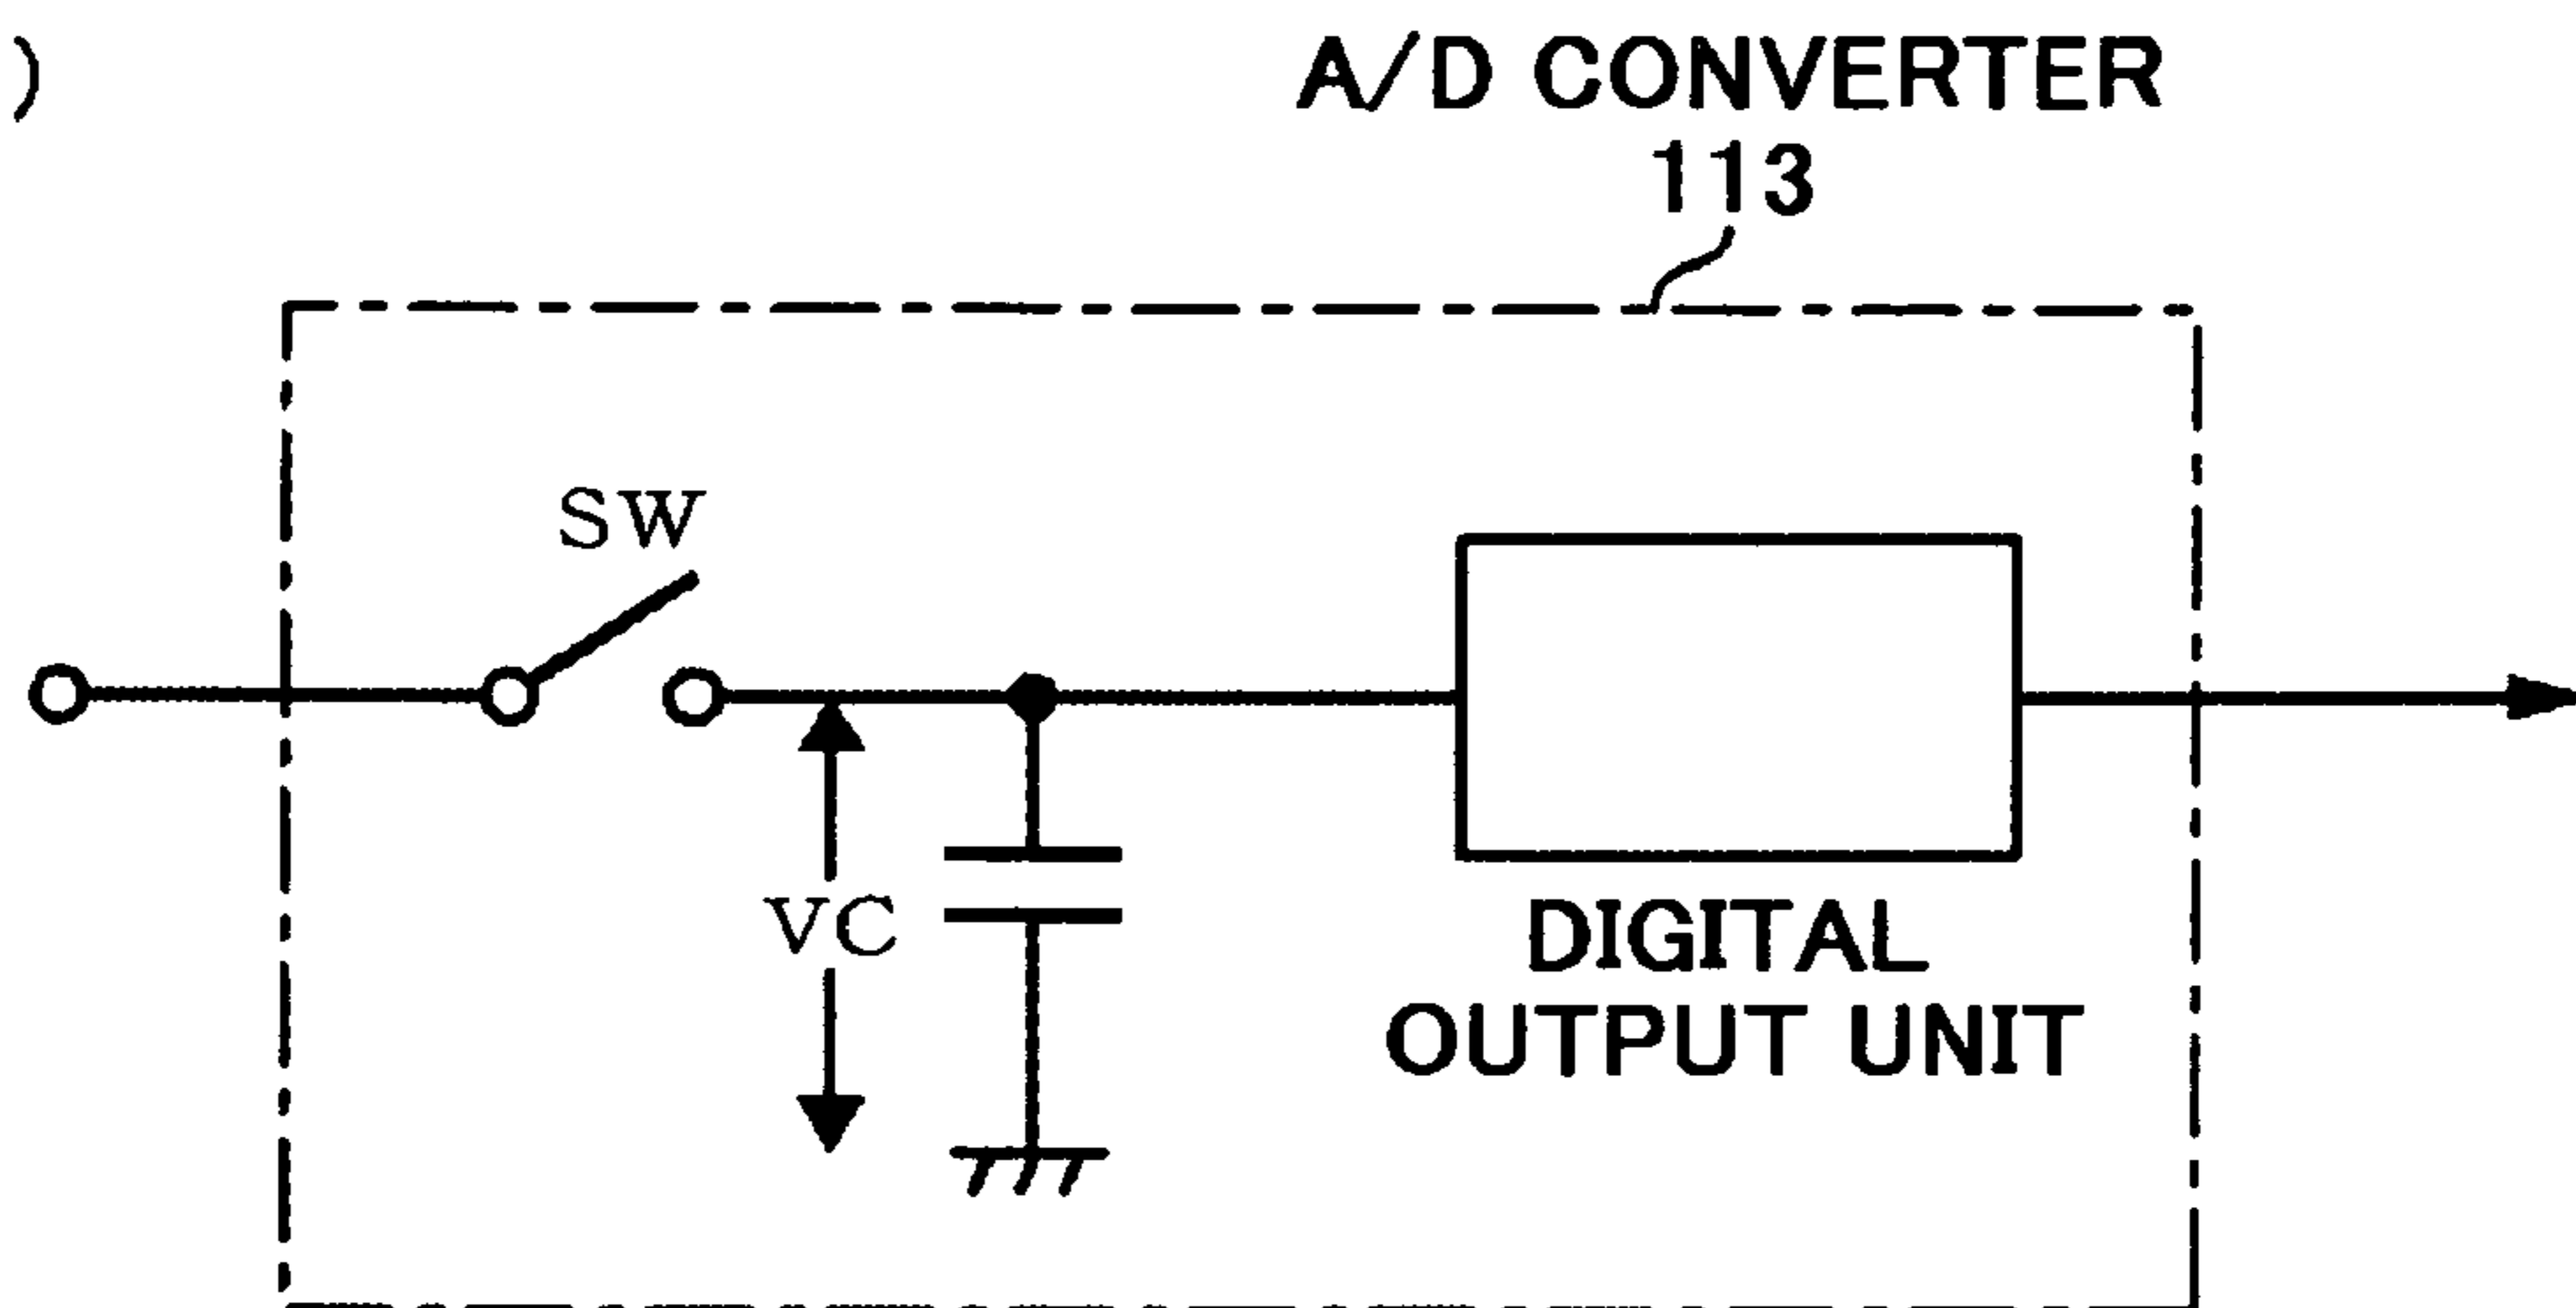 )
A/D CONVERTER
113
SW
VC
DIGITAL
OUTPUT UNIT